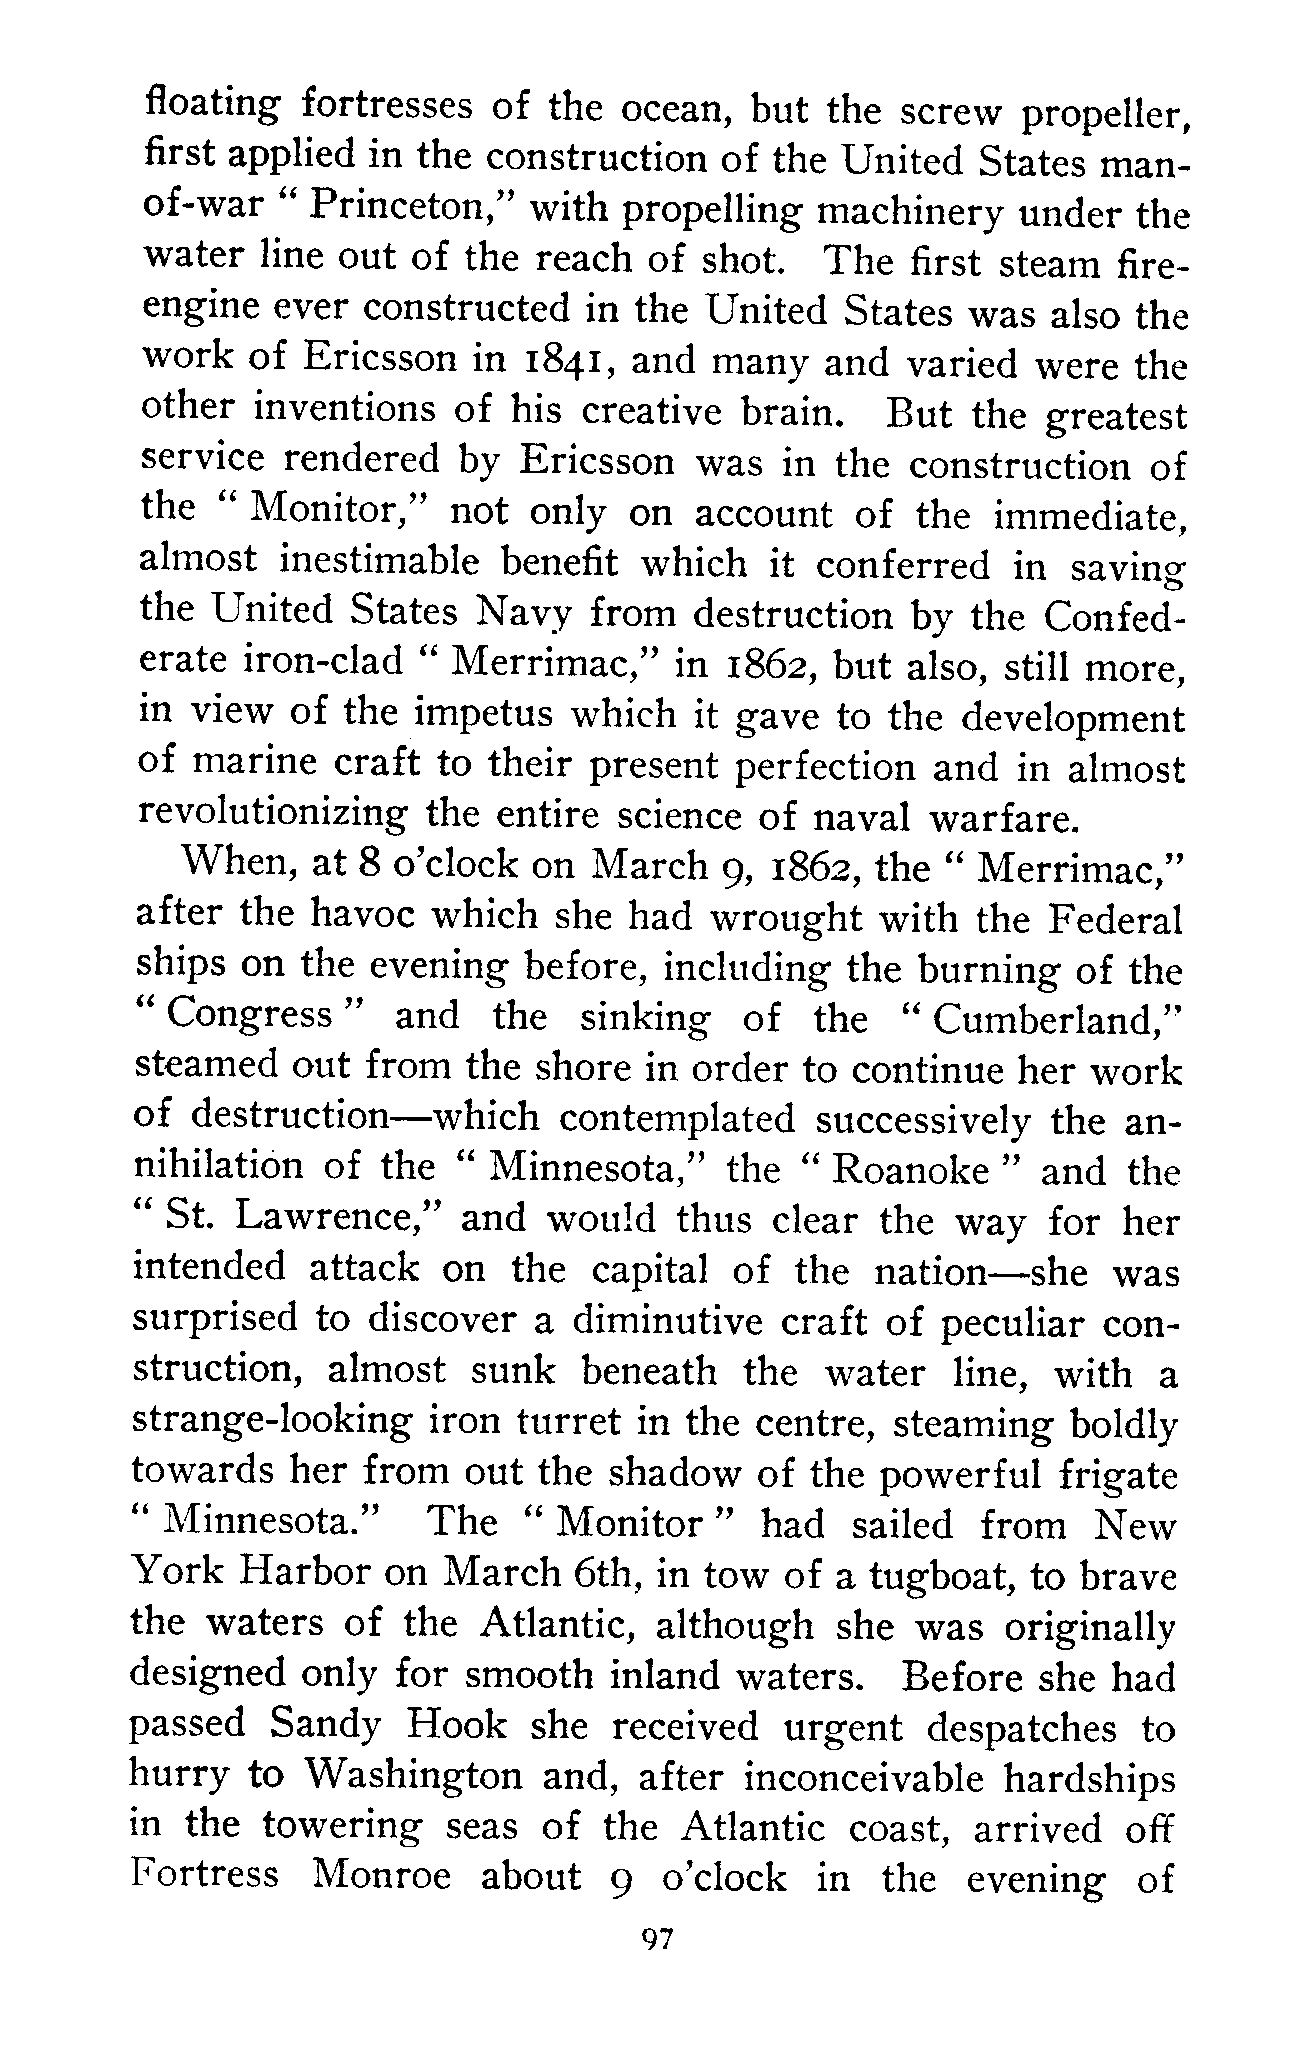 floating fortresses of the ocean, but the screw propeller,
first applied in the construction of the United States man-
of-war " Princeton," with propelling machinery under the
water line out of the reach of shot. The first steam fire-
engine ever constructed in the United States was also the
work of Ericsson in 1841, and many and varied were the
other inventions of his creative brain. But the greatest
service rendered by Ericsson was in the construction of
the " Monitor," not only on account of the immediate,
almost inestimable benefit which it conferred in saving
the United States Navy from destruction by the Confed-
erate iron-clad " Merrimac," in 1862, but also, still more,
in view of the impetus which it gave to the development
of marine craft to their present perfection and in almost
revolutionizing the entire science of naval warfare.
When, at 8 o'clock on March 9, 1862, the " Merrimac,"
after the havoc which she had wrought with the Federal
ships on the evening before, including the burning of the
" Congress " and the sinking of the " Cumberland,"
steamed out from the shore in order to continue her work
of destruction—which contemplated successively the an-
nihilation of the " Minnesota," the " Roanoke " and the
" St. Lawrence," and would thus clear the way for her
intended attack on the capital of the nation—she was
surprised to discover a diminutive craft of peculiar con-
struction, almost sunk beneath the water line, with a
strange-looking iron turret in the centre, steaming boldly
towards her from out the shadow of the powerful frigate
" Minnesota." The " Monitor " had sailed from New
York Harbor on March 6th, in tow of a tugboat, to brave
the waters of the Atlantic, although she was originally
designed only for smooth inland waters. Before she had
passed Sandy Hook she received urgent despatches to
hurry to Washington and, after inconceivable hardships
in the towering seas of the Atlantic coast, arrived off
Fortress Monroe about 9 o'clock in the evening of
97